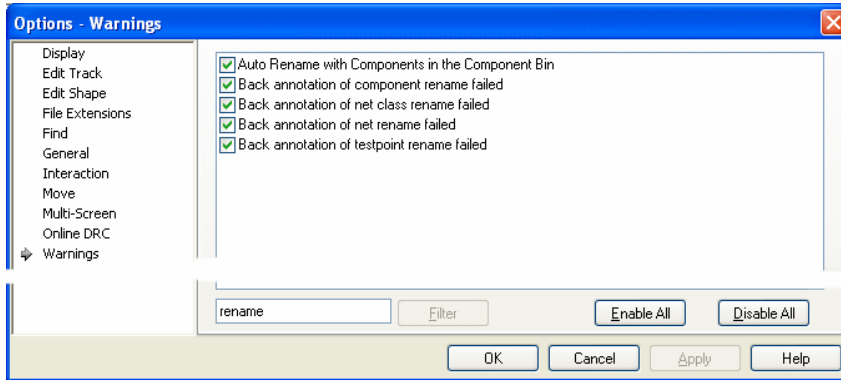 Options - Warnings
Display
Edit Track
Edit Shape
File Extensions
Find
General
Interaction
Move
Multi-Screen
Online DRC
Warnings
Auto Rename with Components in the Component Bin
Back annotation of component rename failed
Back annotation of net class rename failed
Back annotation of net rename failed
Back annotation of testpoint rename failed
rename
Filter
Enable All
Disable All
OK
Cancel
Apply
Help